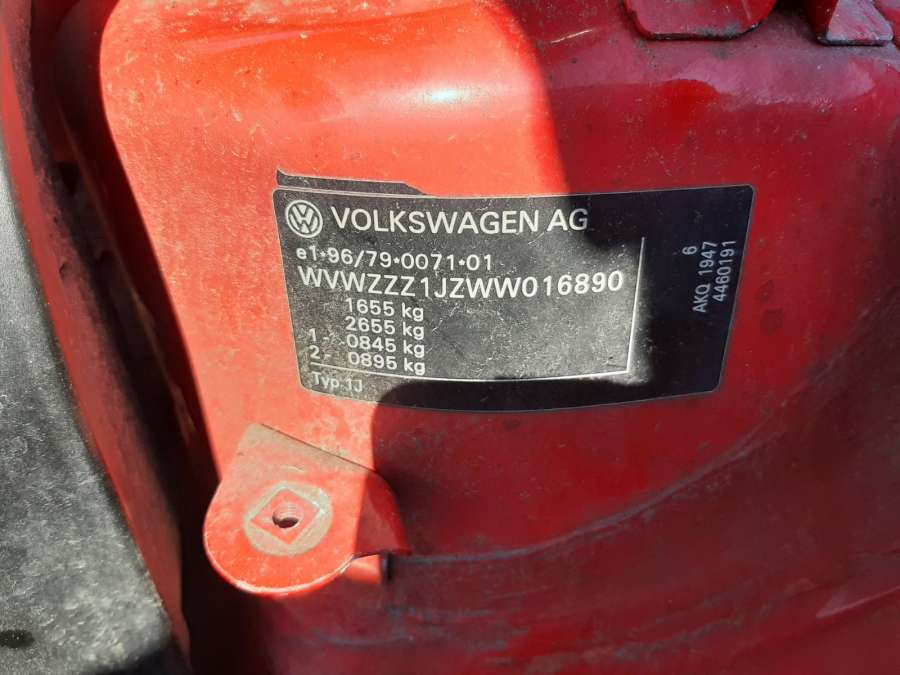 VW VOLKSWAGEN AG
e1*96/79*0071*01
WVWZZZ1JZWW016890
1655 kg
2655 kg
1- 0845 kg
2- 0895 kg
Typ 1J
6
AKQ 1947
4460191